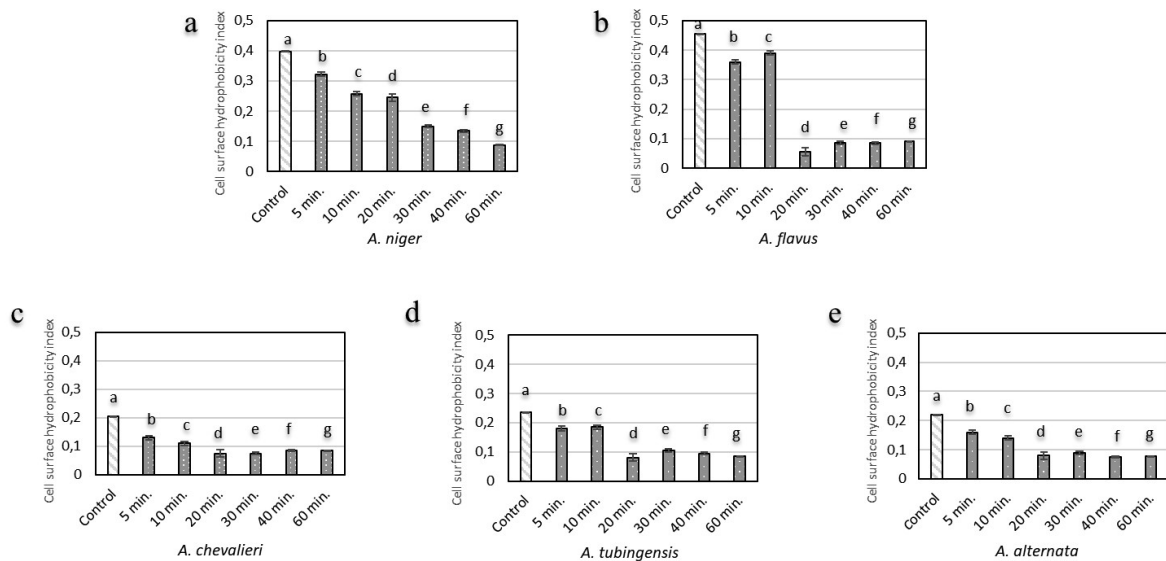 a
Cell surface hydrophobicity index
0,5
0,4
0,3
0,2
0,1
0
a
b
c
d
e
f
g
Control
5 min.
10 min.
20 min.
30 min.
40 min.
60 min.
A. niger
b
Cell surface hydrophobicity index
0,5
0,4
0,3
0,2
0,1
0
a
b
c
d
e
f
g
Control
5 min.
10 min.
20 min.
30 min.
40 min.
60 min.
A. flavus
c
Cell surface hydrophobicity index
0,5
0,4
0,3
0,2
0,1
0
a
b
c
d
e
f
g
Control
5 min.
10 min.
20 min.
30 min.
40 min.
60 min.
A. chevalieri
d
Cell surface hydrophobicity index
0,5
0,4
0,3
0,2
0,1
0
a
b
c
d
e
f
g
Control
5 min.
10 min.
20 min.
30 min.
40 min.
60 min.
A. tubingensis
e
Cell surface hydrophobicity index
0,5
0,4
0,3
0,2
0,1
0
a
b
c
d
e
f
g
Control
5 min.
10 min.
20 min.
30 min.
40 min.
60 min.
A. alternata